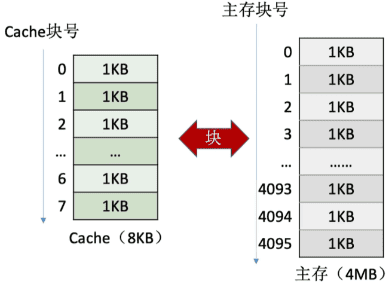 Cache块号
0 1KB
1 1KB
2 1KB
... ...
6 1KB
7 1KB
Cache（8KB）
块
主存块号
0 1KB
1 1KB
2 1KB
3 1KB
... ......
4093 1KB
4094 1KB
4095 1KB
主存（4MB）